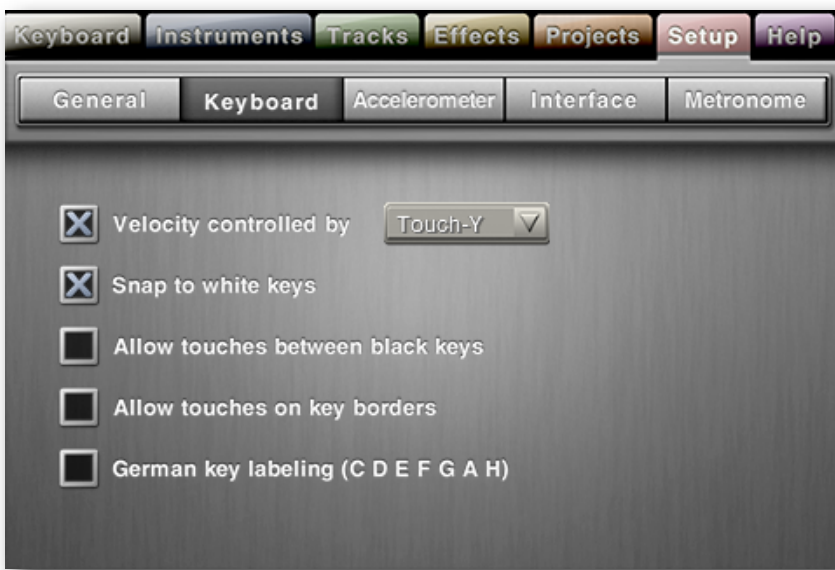 Keyboard Instruments Tracks Effects Projects Setup Help
General Keyboard Accelerometer Interface Metronome
Velocity controlled by Touch-Y
Snap to white keys
Allow touches between black keys
Allow touches on key borders
German key labeling (C D E F G A H)